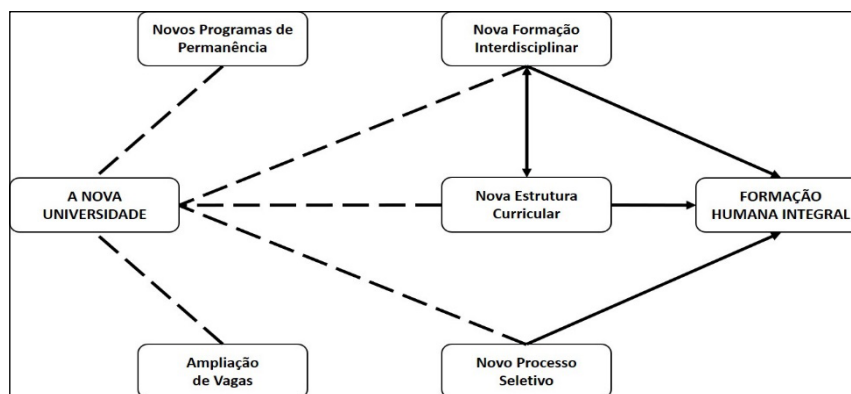 Novos Programas de
Permanência
Nova Formação
Interdisciplinar
A NOVA
UNIVERSIDADE
Nova Estrutura
Curricular
FORMAÇÃO
HUMANA INTEGRAL
Ampliação
de Vagas
Novo Processo
Seletivo